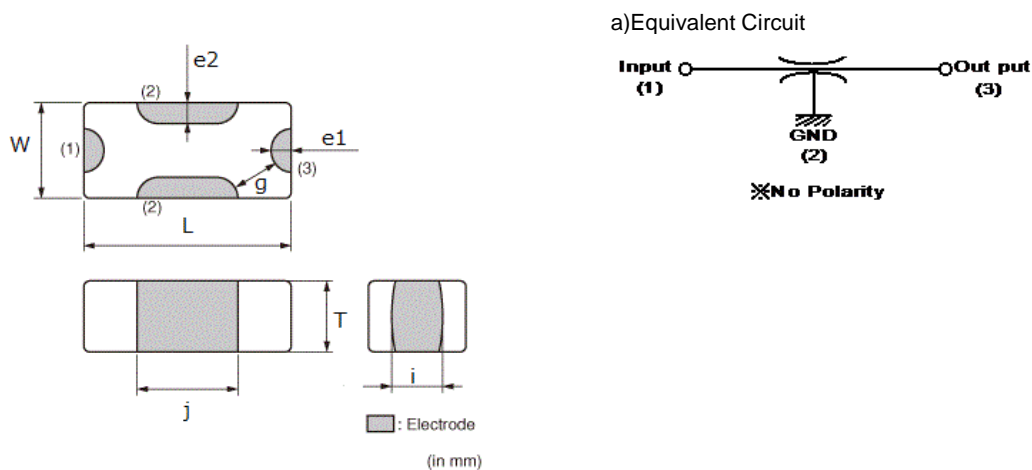 a)Equivalent Circuit
e2
(2)
W
(1)
e1
(3)
g
(2)
L
T
j
i
: Electrode
(in mm)
Input
(1)
Out put
(3)
GND
(2)
※No Polarity